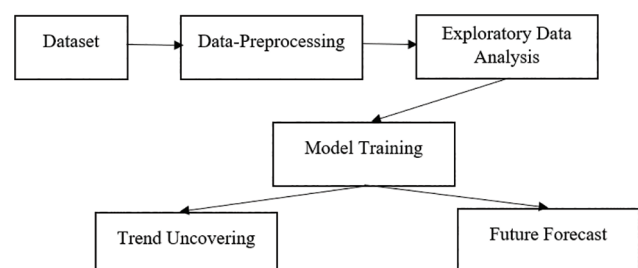 Dataset
Data-Preprocessing
Exploratory Data
Analysis
Model Training
Trend Uncovering
Future Forecast